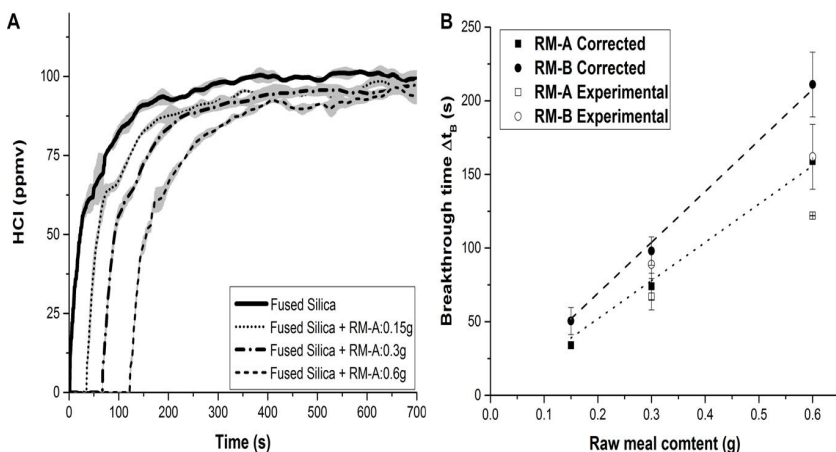 A
HCl (ppmv)
100
75
50
25
0
0 100 200 300 400 500 600 700
Time (s)
Fused Silica
Fused Silica + RM-A:0.15g
Fused Silica + RM-A:0.3g
Fused Silica + RM-A:0.6g
B
Breakthrough time Δt_B (s)
250
200
150
100
50
0
0.0 0.1 0.2 0.3 0.4 0.5 0.6
Raw meal comtent (g)
RM-A Corrected
RM-B Corrected
RM-A Experimental
RM-B Experimental